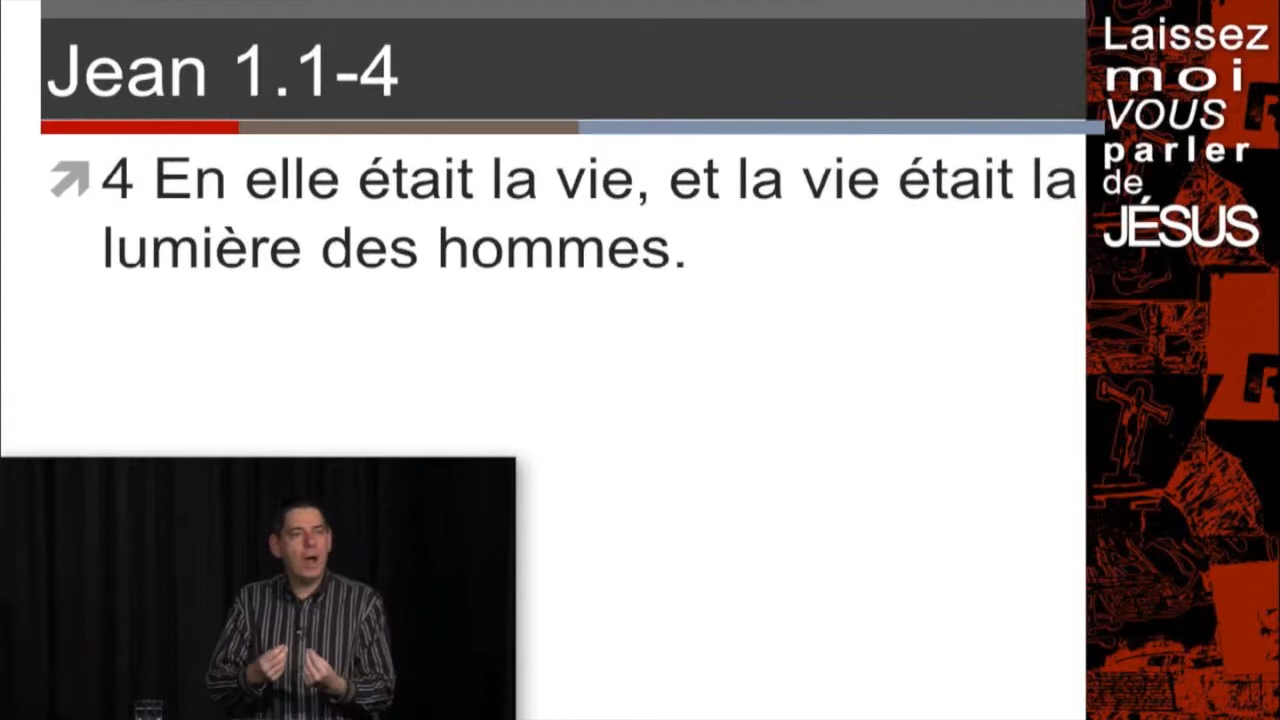 Jean 1.1-4
4 En elle était la vie, et la vie était la
lumière des hommes.
Laissez
moi
VOUS
parler
de
JÉSUS